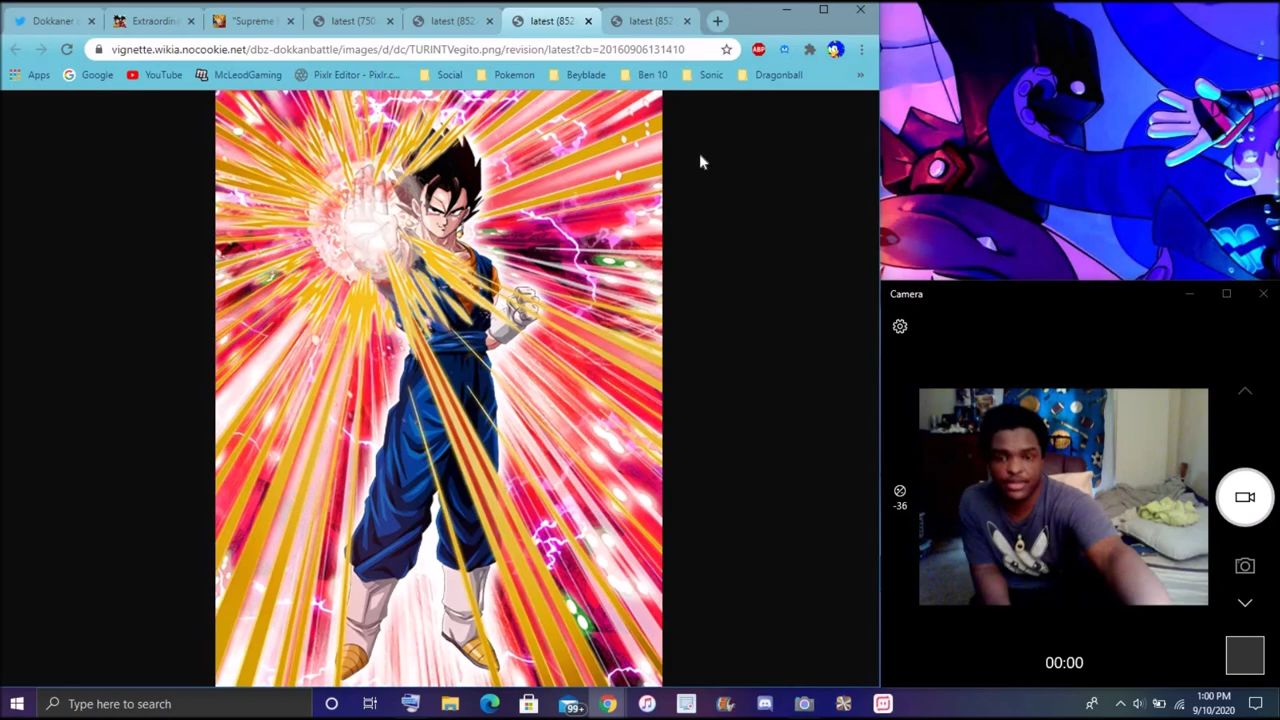 Dokkaner
Extraordin
"Supreme
latest (750
latest (852
latest (852
latest (852
vignette.wikia.nocookie.net/dbz-dokkanbattle/images/d/dc/TURINTVegito.png/revision/latest?cb=20160906131410
ABP
Apps
Google
YouTube
McLeodGaming
Pixlr Editor - Pixlr.c...
Social
Pokemon
Beyblade
Ben 10
Sonic
Dragonball
»
Camera
-36
00:00
Type here to search
99+
1:00 PM
9/10/2020